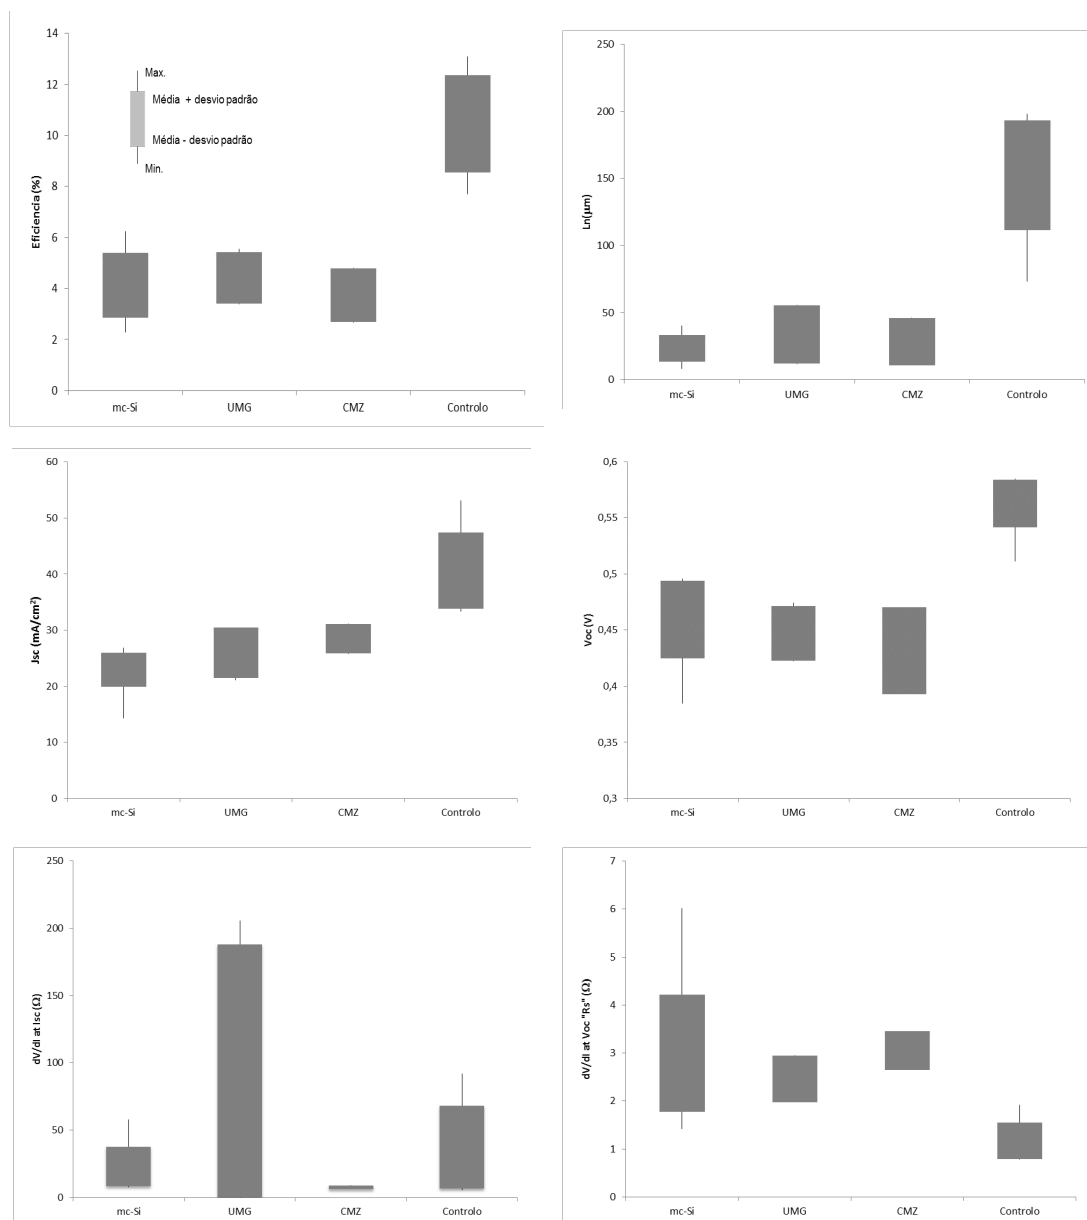 14
12
10
8
6
4
2
0
Eficiencia (%)
Max.
Média + desvio padrão
Média - desvio padrão
Min.
mc-Si UMG CMZ Controlo
250
200
150
100
50
0
Ln(µm)
mc-Si UMG CMZ Controlo
60
50
40
30
20
10
0
Jsc (mA/cm²)
mc-Si UMG CMZ Controlo
0,6
0,55
0,5
0,45
0,4
0,35
0,3
Voc (V)
mc-Si UMG CMZ Controlo
250
200
150
100
50
0
dV/dI at Isc (Ω)
mc-Si UMG CMZ Controlo
7
6
5
4
3
2
1
0
dV/dI at Voc "Rs" (Ω)
mc-Si UMG CMZ Controlo